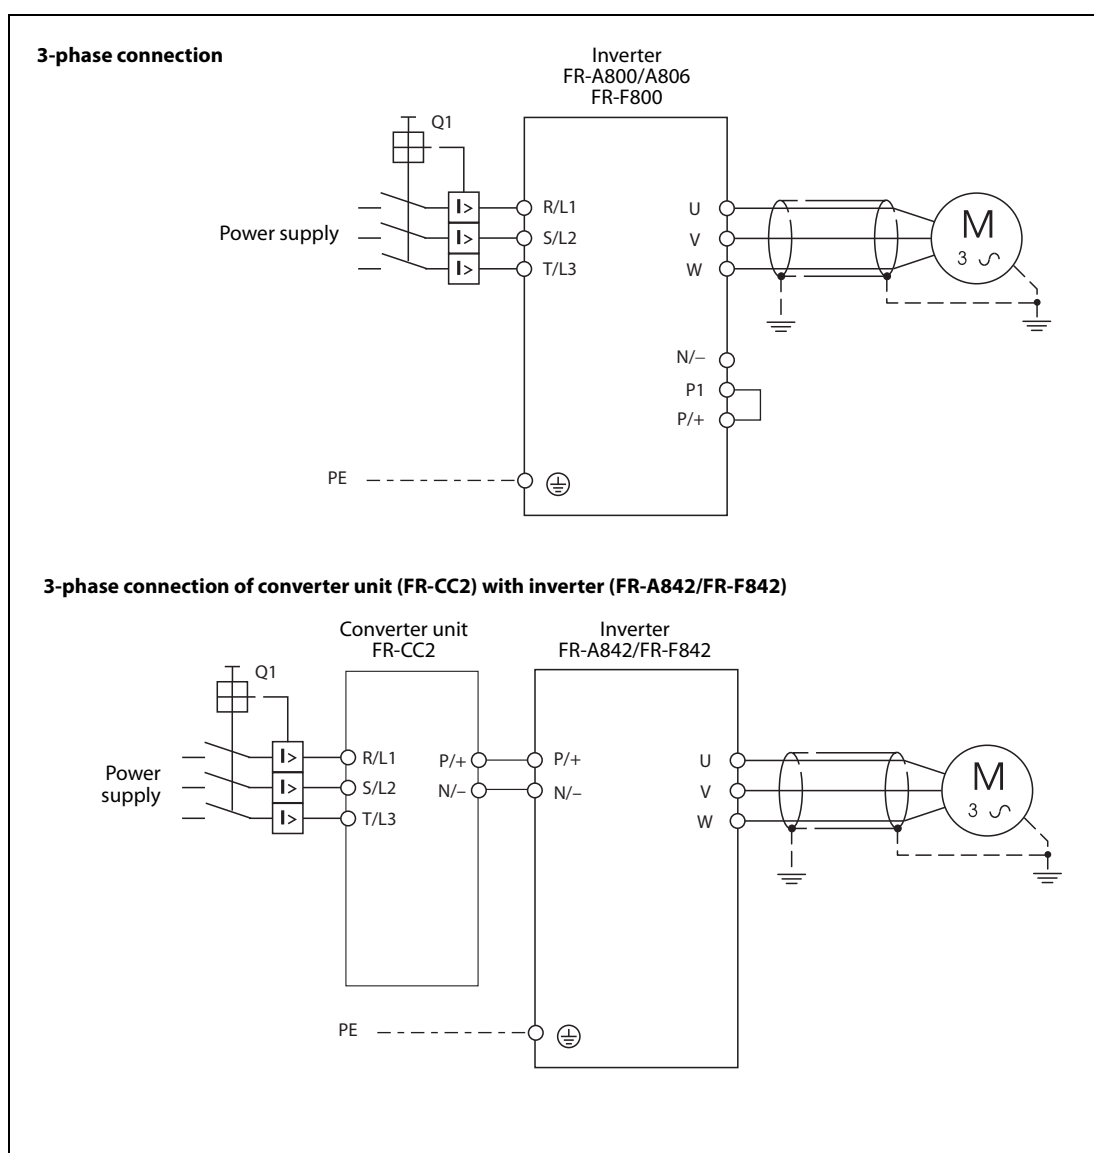 3-phase connection
Inverter
FR-A800/A806
FR-F800
Q1
Power supply
I>
R/L1
U
I>
S/L2
V
I>
T/L3
W
M
3
N/–
P1
P/+
PE
3-phase connection of converter unit (FR-CC2) with inverter (FR-A842/FR-F842)
Converter unit
FR-CC2
Inverter
FR-A842/FR-F842
Q1
Power
supply
I>
R/L1
P/+
P/+
U
I>
S/L2
N/–
N/–
V
I>
T/L3
W
M
3
PE